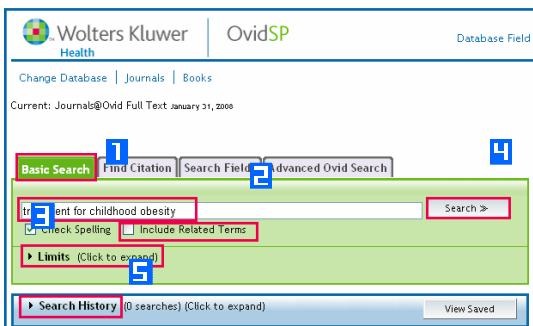 Wolters Kluwer Health OvidSP Database Field
Change Database | Journals | Books
Current: Journals@Ovid Full Text January 31, 2008
1 2 4
Basic Search Find Citation Search Field Advanced Ovid Search
3 for childhood obesity Search >>
Check Spelling Include Related Terms
Limits (Click to expand)
5
Search History (0 searches) (Click to expand) View Saved